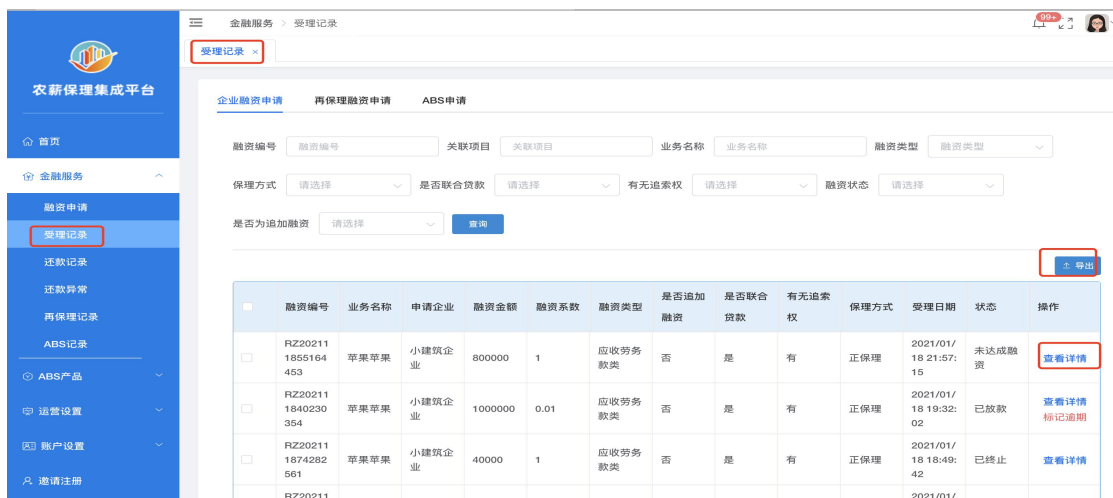 金融服务 > 受理记录
99+
受理记录 ×
农薪保理集成平台
首页
金融服务
融资申请
受理记录
还款记录
还款异常
再保理记录
ABS记录
ABS产品
运营设置
账户设置
邀请注册
企业融资申请 再保理融资申请 ABS申请
融资编号 融资编号 关联项目 关联项目 业务名称 业务名称 融资类型 融资类型
保理方式 请选择 是否联合贷款 请选择 有无追索权 请选择 融资状态 请选择
是否为追加融资 请选择 查询
导出
融资编号 业务名称 申请企业 融资金额 融资系数 融资类型 是否追加融资 是否联合贷款 有无追索权 保理方式 受理日期 状态 操作
RZ202111855164453 苹果苹果 小建筑企业 800000 1 应收劳务款类 否 是 有 正保理 2021/01/18 21:57:15 未达成融资 查看详情
RZ202111840230354 苹果苹果 小建筑企业 1000000 0.01 应收劳务款类 否 是 有 正保理 2021/01/18 19:32:02 已放款 查看详情 标记逾期
RZ202111874282561 苹果苹果 小建筑企业 40000 1 应收劳务款类 否 是 有 正保理 2021/01/18 18:49:42 已终止 查看详情
RZ20211 2021/01/